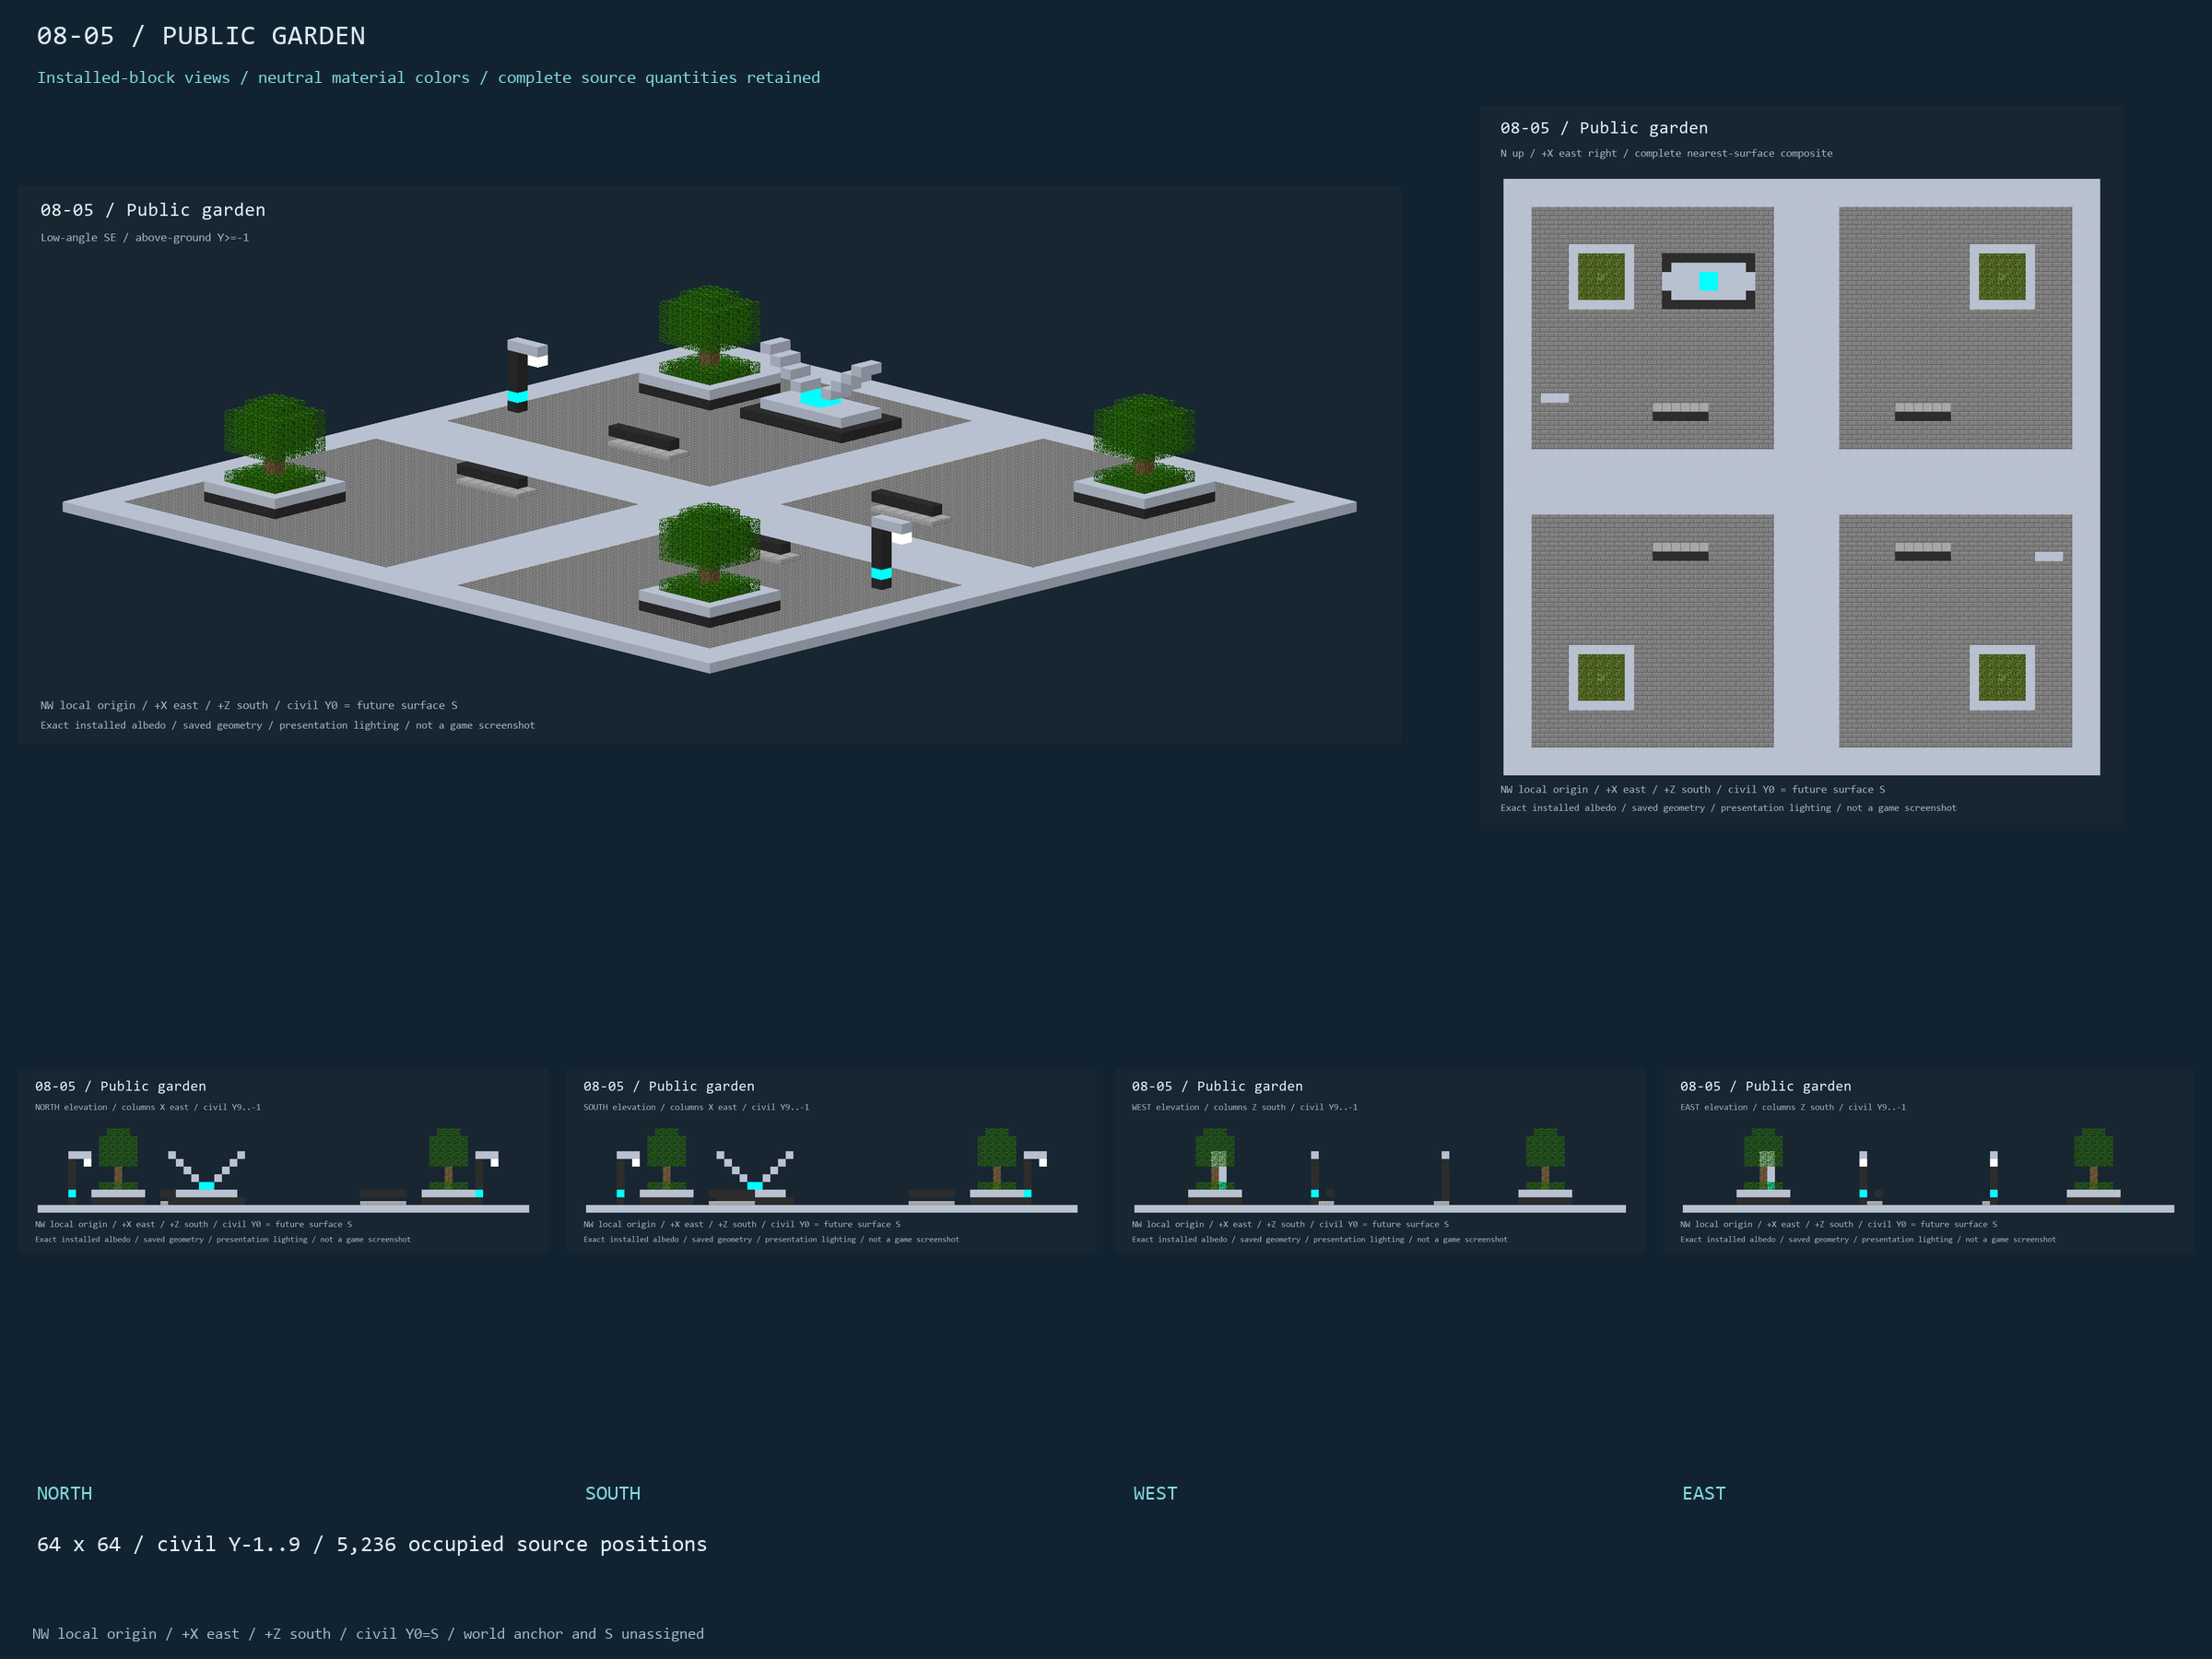 08-05 / PUBLIC GARDEN
Installed-block views / neutral material colors / complete source quantities retained
08-05 / Public garden
Low-angle SE / above-ground Y>=-1
NW local origin / +X east / +Z south / civil Y0 = future surface S
Exact installed albedo / saved geometry / presentation lighting / not a game screenshot
08-05 / Public garden
N up / +X east right / complete nearest-surface composite
NW local origin / +X east / +Z south / civil Y0 = future surface S
Exact installed albedo / saved geometry / presentation lighting / not a game screenshot
08-05 / Public garden
NORTH elevation / columns X east / civil Y9..-1
NW local origin / +X east / +Z south / civil Y0 = future surface S
Exact installed albedo / saved geometry / presentation lighting / not a game screenshot
08-05 / Public garden
SOUTH elevation / columns X east / civil Y9..-1
NW local origin / +X east / +Z south / civil Y0 = future surface S
Exact installed albedo / saved geometry / presentation lighting / not a game screenshot
08-05 / Public garden
WEST elevation / columns Z south / civil Y9..-1
NW local origin / +X east / +Z south / civil Y0 = future surface S
Exact installed albedo / saved geometry / presentation lighting / not a game screenshot
08-05 / Public garden
EAST elevation / columns Z south / civil Y9..-1
NW local origin / +X east / +Z south / civil Y0 = future surface S
Exact installed albedo / saved geometry / presentation lighting / not a game screenshot
NORTH
SOUTH
WEST
EAST
64 x 64 / civil Y-1..9 / 5,236 occupied source positions
NW local origin / +X east / +Z south / civil Y0=S / world anchor and S unassigned